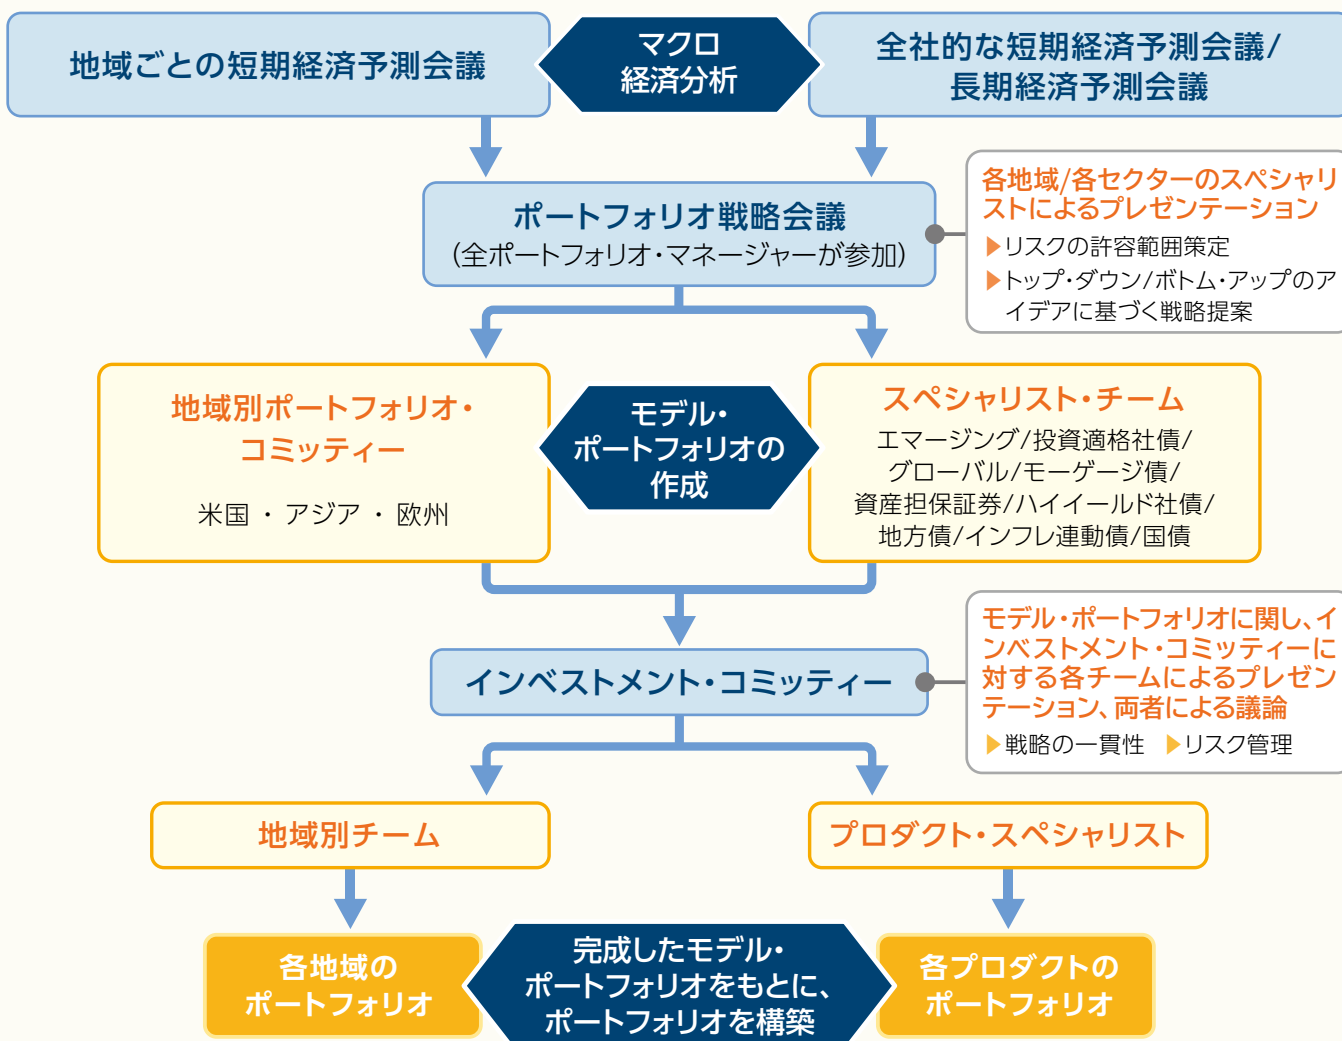 地域ごとの短期経済予測会議
マクロ
経済分析
全社的な短期経済予測会議/
長期経済予測会議
ポートフォリオ戦略会議
(全ポートフォリオ・マネージャーが参加)
各地域/各セクターのスペシャリ
ストによるプレゼンテーション
▶リスクの許容範囲策定
▶トップ・ダウン/ボトム・アップのア
イデアに基づく戦略提案
地域別ポートフォリオ・
コミッティー
米国 ・ アジア ・ 欧州
モデル・
ポートフォリオの
作成
スペシャリスト・チーム
エマージング/投資適格社債/
グローバル/モーゲージ債/
資産担保証券/ハイイールド社債/
地方債/インフレ連動債/国債
インベストメント・コミッティー
モデル・ポートフォリオに関し、イ
ンベストメント・コミッティーに
対する各チームによるプレゼン
テーション、両者による議論
▶戦略の一貫性 ▶リスク管理
地域別チーム
プロダクト・スペシャリスト
各地域の
ポートフォリオ
完成したモデル・
ポートフォリオをもとに、
ポートフォリオを構築
各プロダクトの
ポートフォリオ